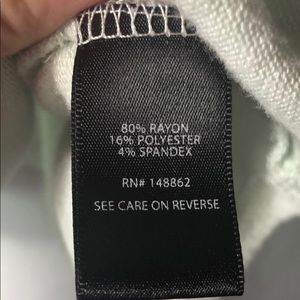 80% RAYON
16% POLYESTER
4% SPANDEX
RN# 148862
SEE CARE ON REVERSE